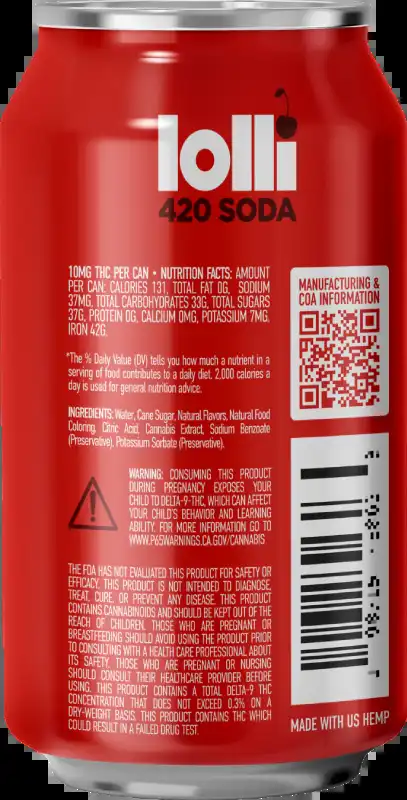 lolli
420 SODA
10MG THC PER CAN • NUTRITION FACTS: AMOUNT
PER CAN: CALORIES 131, TOTAL FAT 0G, SODIUM
37MG, TOTAL CARBOHYDRATES 33G, TOTAL SUGARS
37G, PROTEIN 0G, CALCIUM 0MG, POTASSIUM 7MG,
IRON 42G.
*The % Daily Value (DV) tells you how much a nutrient in a
serving of food contributes to a daily diet. 2,000 calories a
day is used for general nutrition advice.
INGREDIENTS: Water, Cane Sugar, Natural Flavors, Natural Food
Coloring, Citric Acid, Cannabis Extract, Sodium Benzoate
(Preservative), Potassium Sorbate (Preservative).
WARNING: CONSUMING THIS PRODUCT
DURING PREGNANCY EXPOSES YOUR
CHILD TO DELTA-9-THC, WHICH CAN AFFECT
YOUR CHILD'S BEHAVIOR AND LEARNING
ABILITY. FOR MORE INFORMATION GO TO
WWW.P65WARNINGS.CA.GOV/CANNABIS
THE FDA HAS NOT EVALUATED THIS PRODUCT FOR SAFETY OR
EFFICACY. THIS PRODUCT IS NOT INTENDED TO DIAGNOSE,
TREAT, CURE, OR PREVENT ANY DISEASE. THIS PRODUCT
CONTAINS CANNABINOIDS AND SHOULD BE KEPT OUT OF THE
REACH OF CHILDREN. THOSE WHO ARE PREGNANT OR
BREASTFEEDING SHOULD AVOID USING THE PRODUCT PRIOR
TO CONSULTING WITH A HEALTH CARE PROFESSIONAL ABOUT
ITS SAFETY. THOSE WHO ARE PREGNANT OR NURSING
SHOULD CONSULT THEIR HEALTHCARE PROVIDER BEFORE
USING. THIS PRODUCT CONTAINS A TOTAL DELTA-9 THC
CONCENTRATION THAT DOES NOT EXCEED 0.3% ON A
DRY-WEIGHT BASIS. THIS PRODUCT CONTAINS THC WHICH
COULD RESULT IN A FAILED DRUG TEST.
MANUFACTURING &
COA INFORMATION
MADE WITH US HEMP